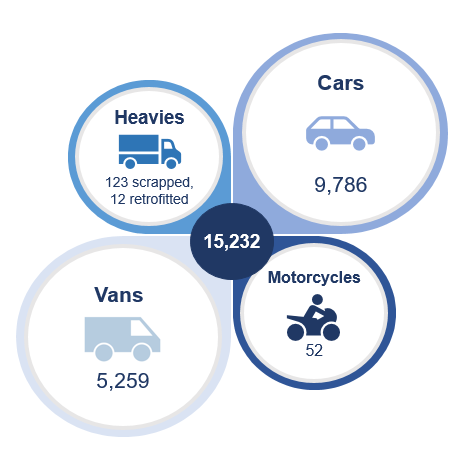 Cars
9,786
Heavies
123 scrapped,
12 retrofitted
15,232
Vans
5,259
Motorcycles
52